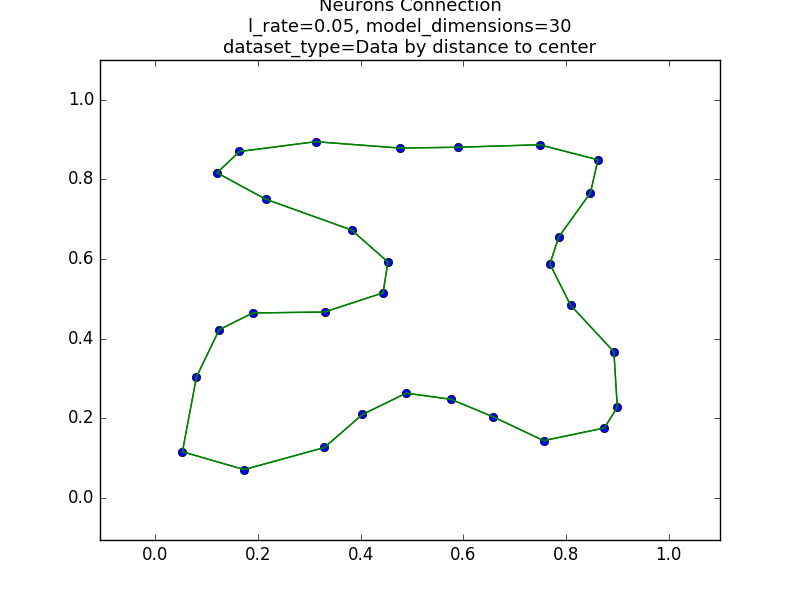 Neurons Connection
l_rate=0.05, model_dimensions=30
dataset_type=Data by distance to center
1.0
0.8
0.6
0.4
0.2
0.0
0.0 0.2 0.4 0.6 0.8 1.0